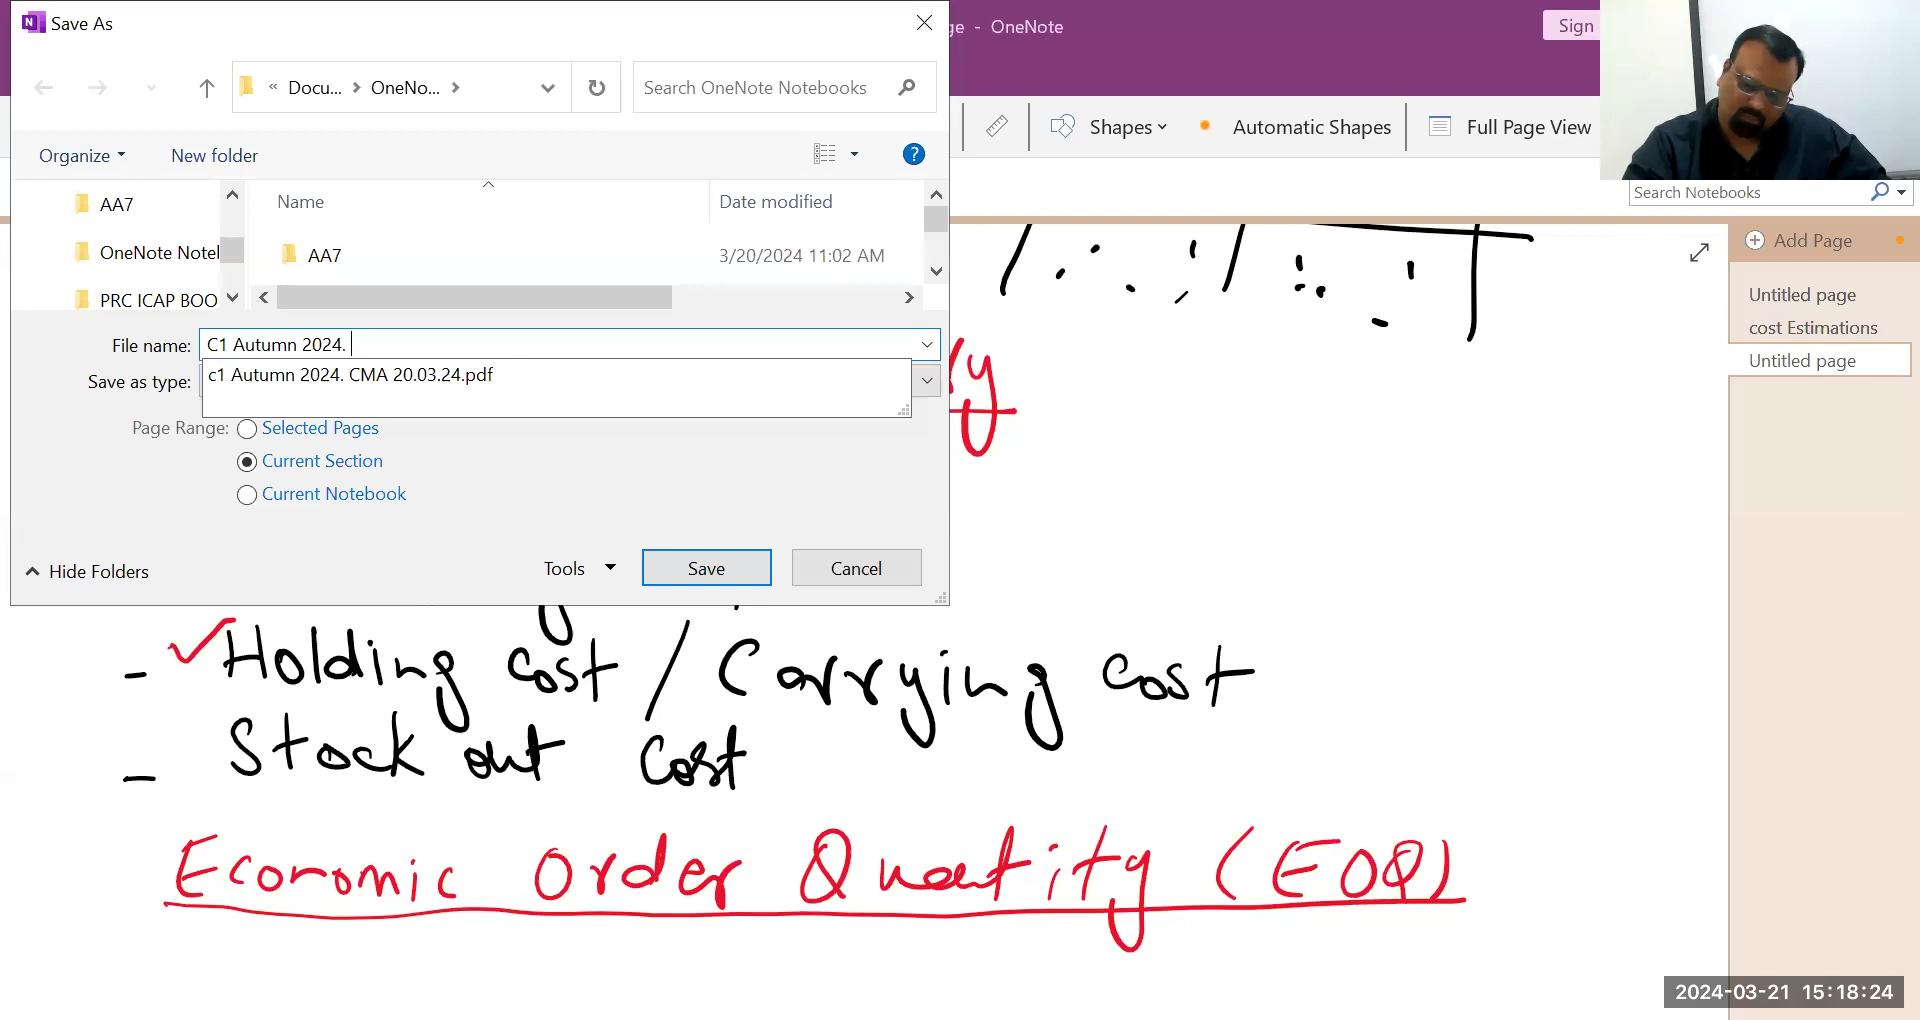 Save As
ge - OneNote
Sign
« Docu... > OneNo... >
Search OneNote Notebooks
Shapes
Automatic Shapes
Full Page View
Organize
New folder
?
Search Notebooks
AA7
Name
Date modified
OneNote Notel
AA7
3/20/2024 11:02 AM
PRC ICAP BOO
Add Page
Untitled page
cost Estimations
Untitled page
File name: C1 Autumn 2024.
Save as type:
c1 Autumn 2024. CMA 20.03.24.pdf
Page Range: Selected Pages
Current Section
Current Notebook
Hide Folders
Tools
Save
Cancel
- Holding cost / Carrying cost
- Stock out cost
Economic Order Quantity (EOQ)
2024-03-21 15:18:24